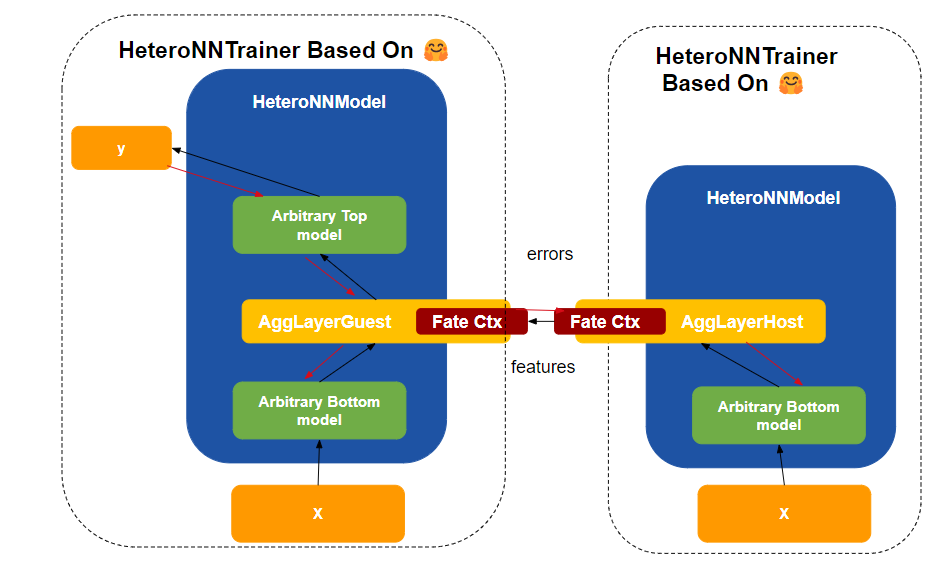 HeteroNNTrainer Based On 🤗
HeteroNNModel
y
Arbitrary Top
model
AggLayerGuest
Fate Ctx
Arbitrary Bottom
model
X
errors
features
HeteroNNTrainer
Based On 🤗
HeteroNNModel
Fate Ctx
AggLayerHost
Arbitrary Bottom
model
X